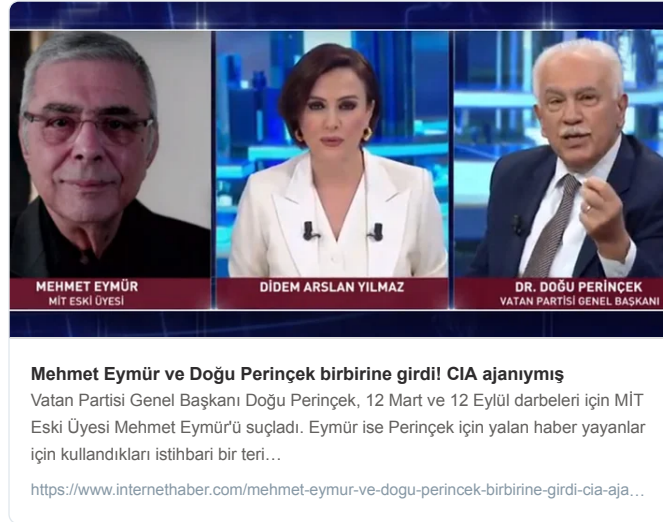 MEHMET EYMÜR
MİT ESKİ ÜYESİ
DİDEM ARSLAN YILMAZ
DR. DOĞU PERİNÇEK
VATAN PARTİSİ GENEL BAŞKANI
Mehmet Eymür ve Doğu Perinçek birbirine girdi! CIA ajanıymış
Vatan Partisi Genel Başkanı Doğu Perinçek, 12 Mart ve 12 Eylül darbeleri için MİT
Eski Üyesi Mehmet Eymür'ü suçladı. Eymür ise Perinçek için yalan haber yayanlar
için kullandıkları istihbari bir teri…
https://www.internethaber.com/mehmet-eymur-ve-dogu-perincek-birbirine-girdi-cia-aja…